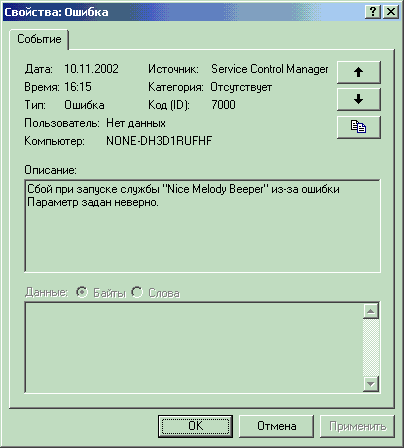 Свойства: Ошибка
Событие
Дата: 10.11.2002 Источник: Service Control Manager
Время: 16:15 Категория: Отсутствует
Тип: Ошибка Код (ID): 7000
Пользователь: Нет данных
Компьютер: NONE-DH3D1RUFHF
Описание:
Сбой при запуске службы "Nice Melody Beeper" из-за ошибки
Параметр задан неверно.
Данные: Байты Слова
OK Отмена Применить